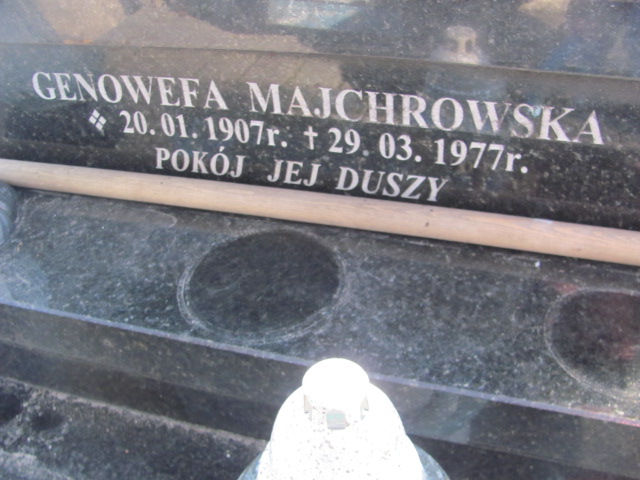 GENOWEFA MAJCHROWSKA
❖ 20.01.1907r. † 29.03.1977r.
POKÓJ JEJ DUSZY